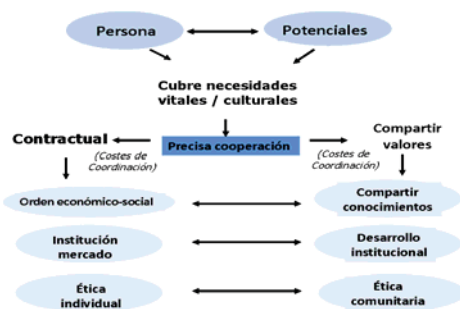 Persona
Potenciales
Cubre necesidades
vitales / culturales
Contractual
Precisa cooperación
Compartir
valores
(Costes de
Coordinación)
(Costes de
Coordinación)
Orden económico-social
Compartir
conocimientos
Institución
mercado
Desarrollo
institucional
Ética
individual
Ética
comunitaria